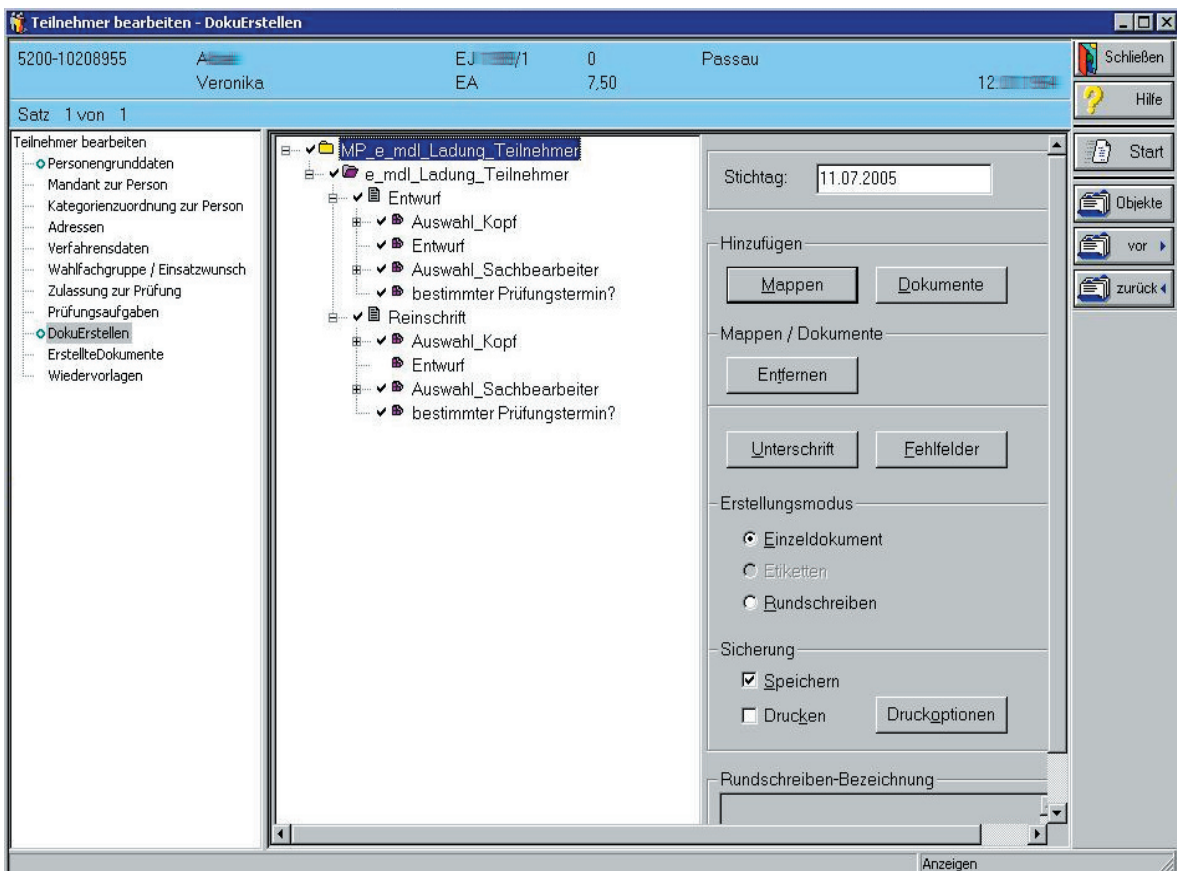 Teilnehmer bearbeiten - DokuErstellen
5200-10208955 EJ /1 0 Passau
Veronika EA 7,50 12.
Satz 1 von 1
Schließen
Hilfe
Start
Objekte
vor
zurück
Teilnehmer bearbeiten
Personengrunddaten
Mandant zur Person
Kategorienzuordnung zur Person
Adressen
Verfahrensdaten
Wahlfachgruppe / Einsatzwunsch
Zulassung zur Prüfung
Prüfungsaufgaben
DokuErstellen
ErstellteDokumente
Wiedervorlagen
MP_e_mdl_Ladung_Teilnehmer
e_mdl_Ladung_Teilnehmer
Entwurf
Auswahl_Kopf
Entwurf
Auswahl_Sachbearbeiter
bestimmter Prüfungstermin?
Reinschrift
Auswahl_Kopf
Entwurf
Auswahl_Sachbearbeiter
bestimmter Prüfungstermin?
Stichtag: 11.07.2005
Hinzufügen
Mappen Dokumente
Mappen / Dokumente
Entfernen
Unterschrift Fehlfelder
Erstellungsmodus
Einzeldokument
Etiketten
Rundschreiben
Sicherung
Speichern
Drucken Druckoptionen
Rundschreiben-Bezeichnung
Anzeigen